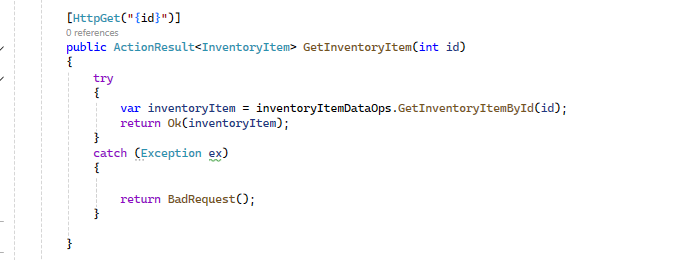 [HttpGet("{id}")]
0 references
public ActionResult<InventoryItem> GetInventoryItem(int id)
{
try
{
var inventoryItem = inventoryItemDataOps.GetInventoryItemById(id);
return Ok(inventoryItem);
}
catch (Exception ex)
{
return BadRequest();
}
}